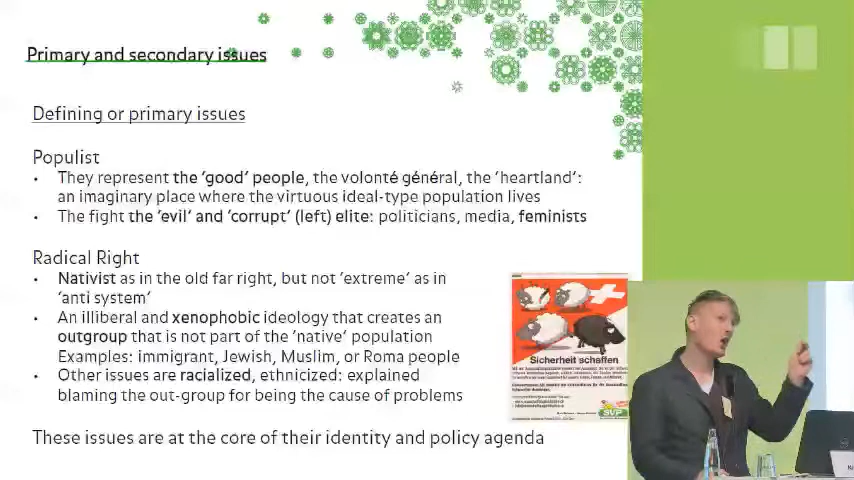 Primary and secondary issues
Defining or primary issues
Populist
• They represent the 'good' people, the volonté général, the 'heartland':
an imaginary place where the virtuous ideal-type population lives
• The fight the 'evil' and 'corrupt' (left) elite: politicians, media, feminists
Radical Right
• Nativist as in the old far right, but not 'extreme' as in
'anti system'
• An illiberal and xenophobic ideology that creates an
outgroup that is not part of the 'native' population
Examples: immigrant, Jewish, Muslim, or Roma people
• Other issues are racialized, ethnicized: explained
blaming the out-group for being the cause of problems
These issues are at the core of their identity and policy agenda
Sicherheit schaffen
SVP